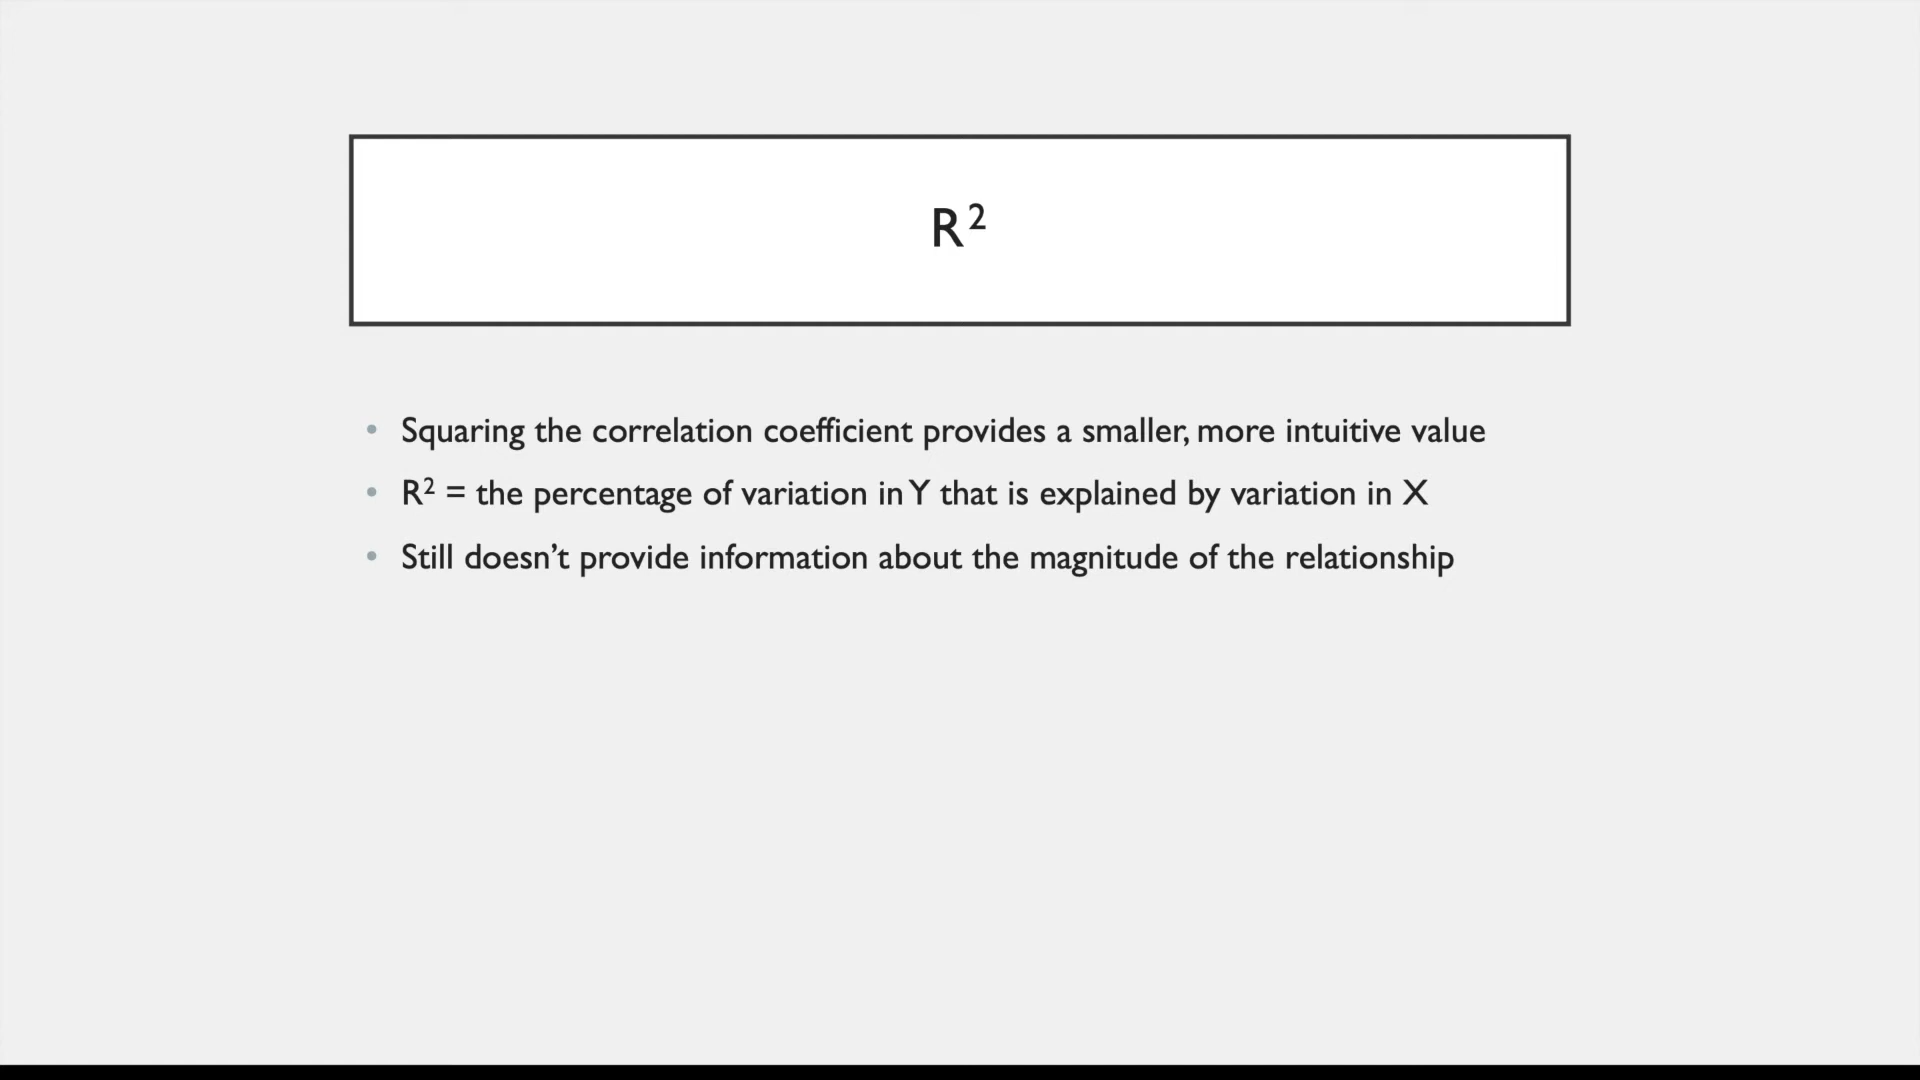 R²
• Squaring the correlation coefficient provides a smaller, more intuitive value
• R² = the percentage of variation in Y that is explained by variation in X
• Still doesn’t provide information about the magnitude of the relationship